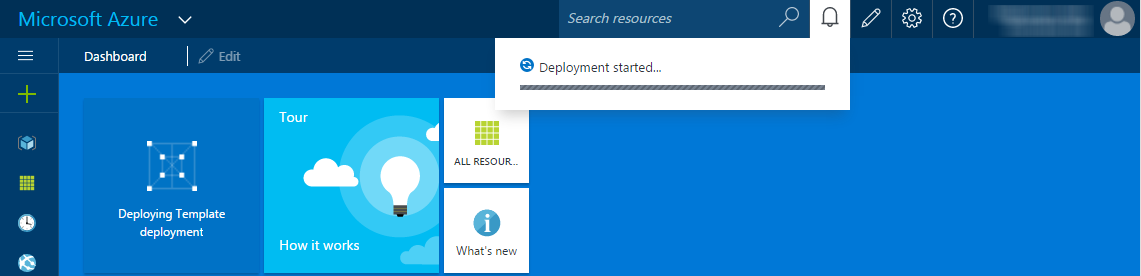 Microsoft Azure
Search resources
Deployment started...
Dashboard
Edit
Tour
ALL RESOUR...
Deploying Template
deployment
How it works
What's new